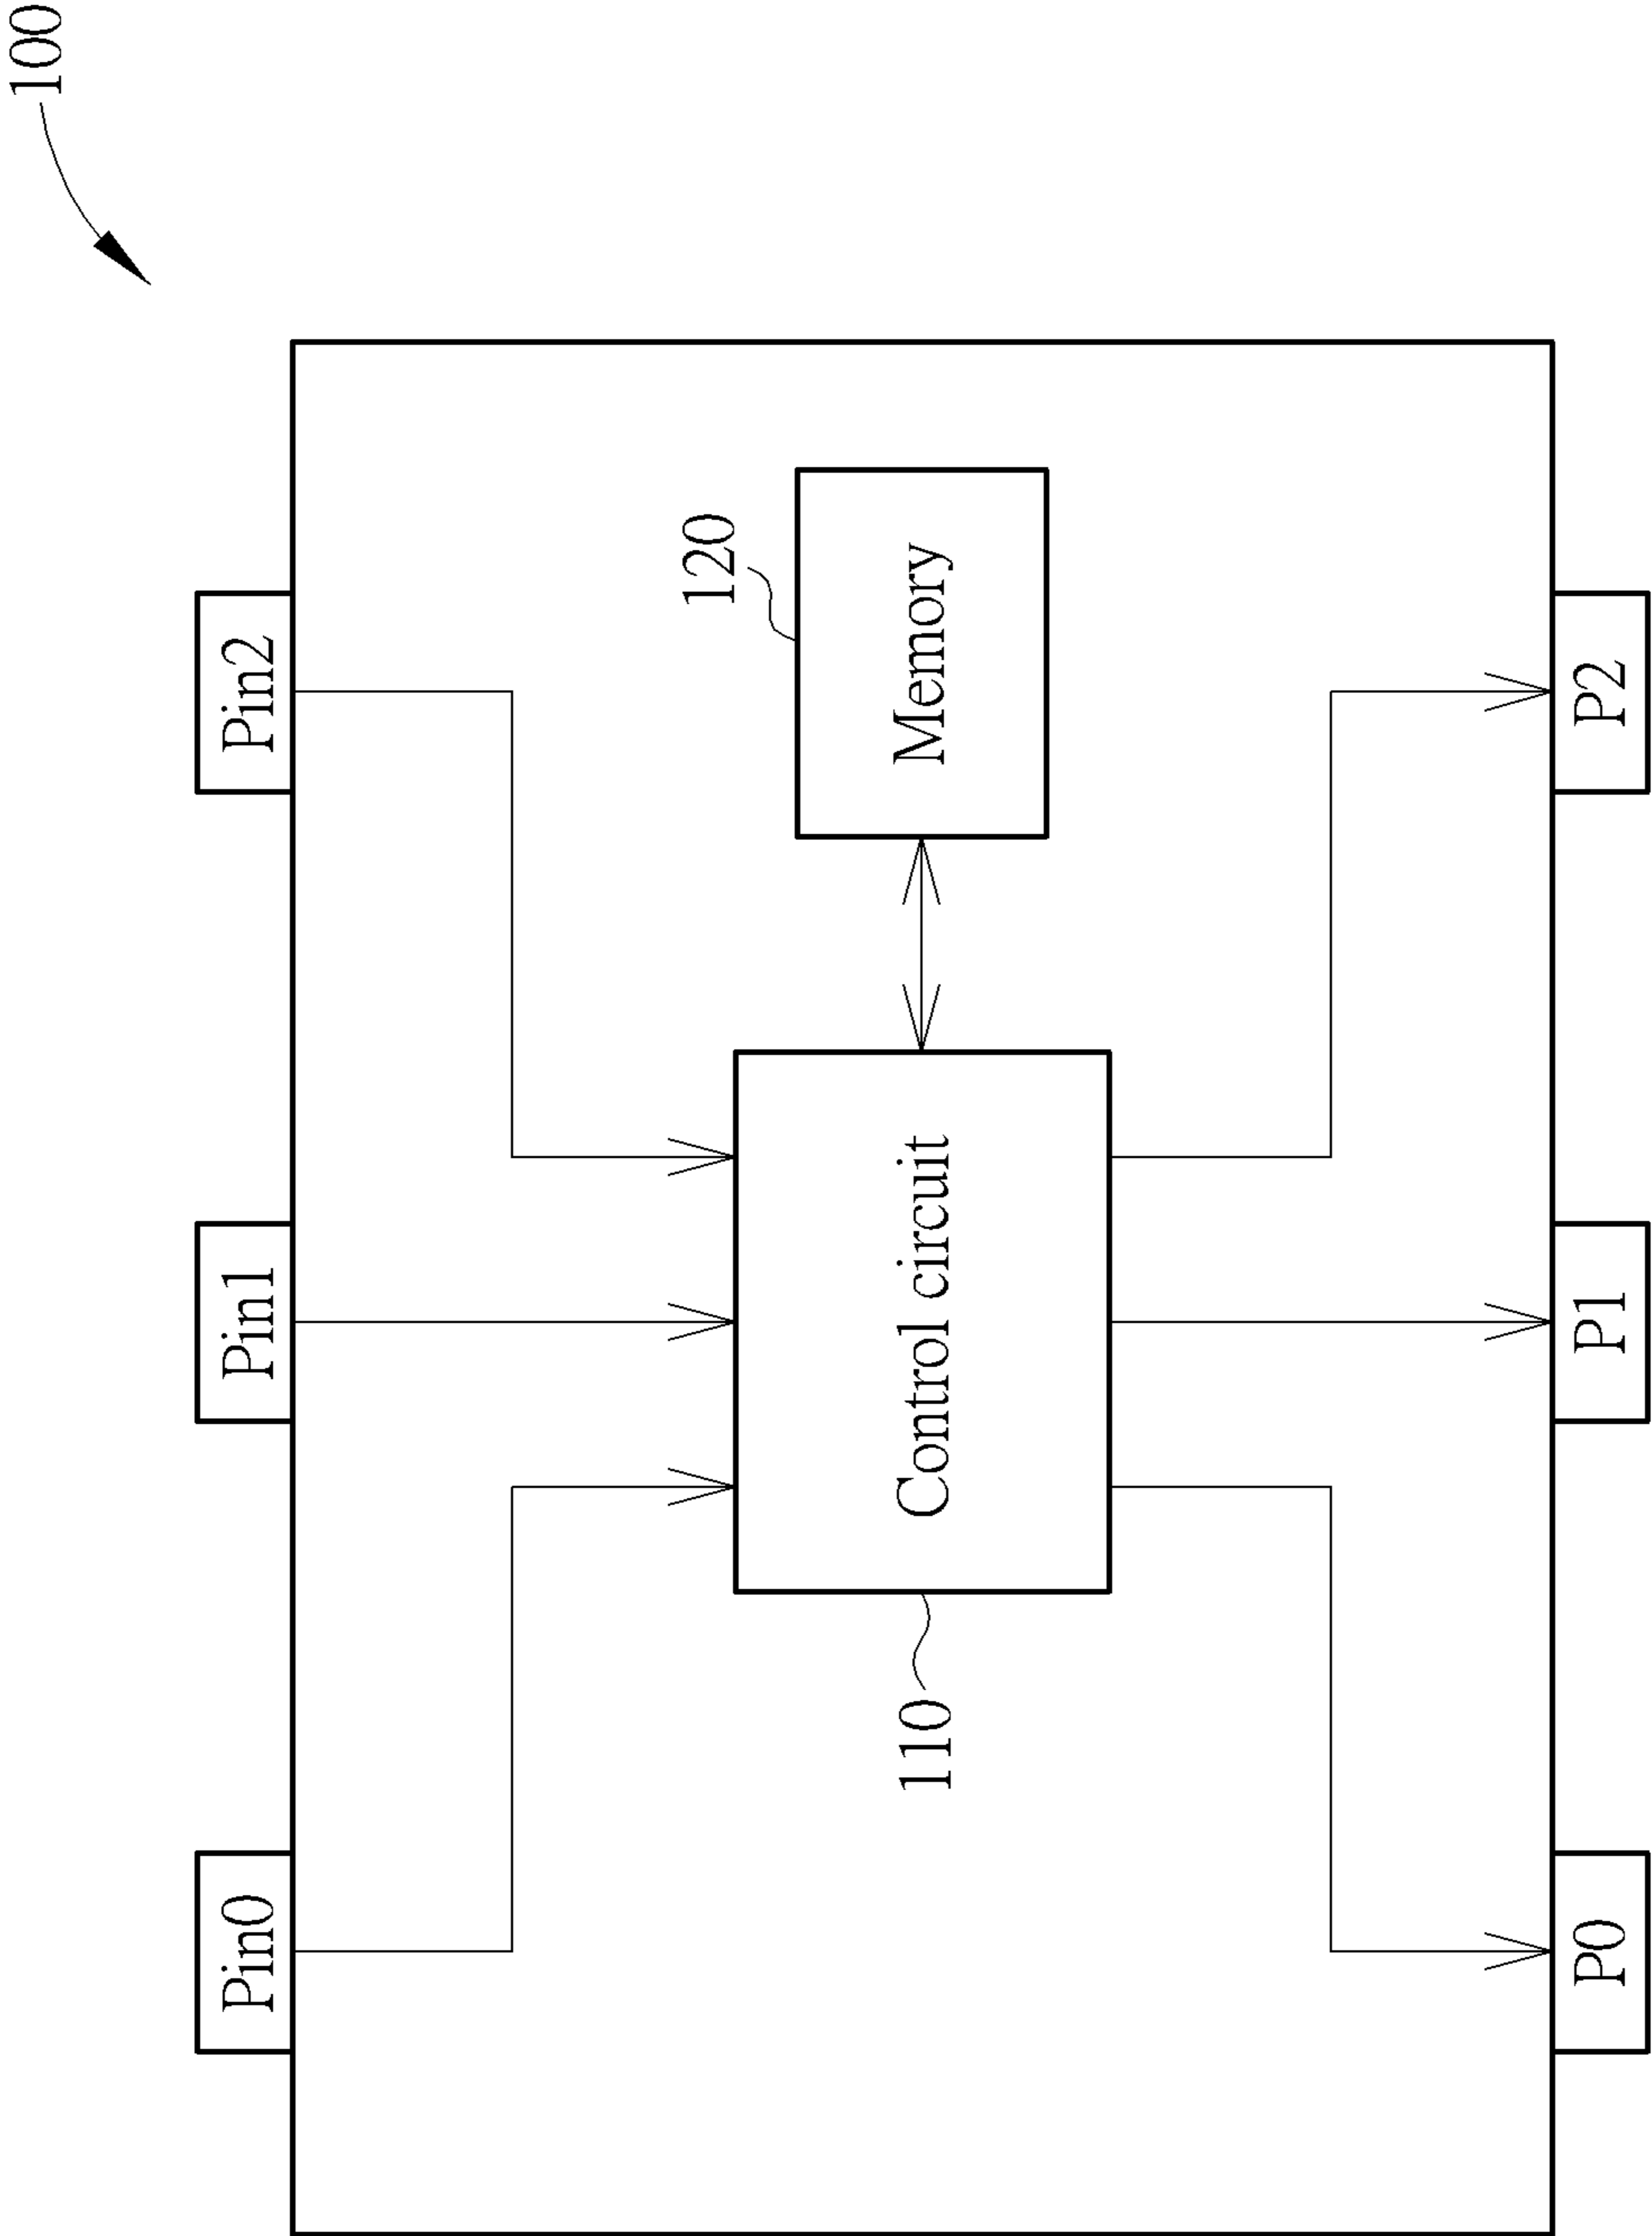 100
Pin0
Pin1
Pin2
120
Memory
110
Control circuit
P0
P1
P2